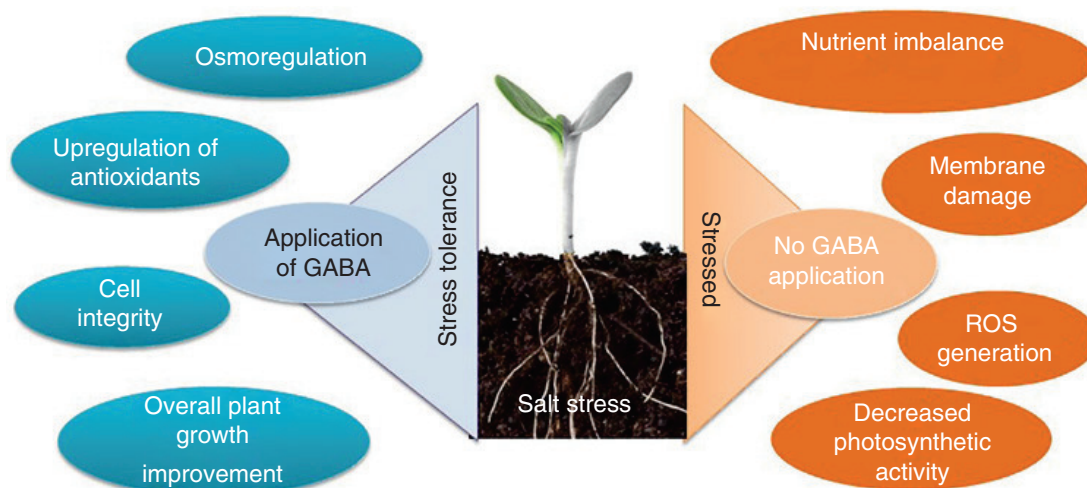 Osmoregulation
Upregulation of
antioxidants
Cell
integrity
Overall plant
growth
improvement
Application
of GABA
Stress tolerance
Salt stress
Stressed
No GABA
application
Nutrient imbalance
Membrane
damage
ROS
generation
Decreased
photosynthetic
activity